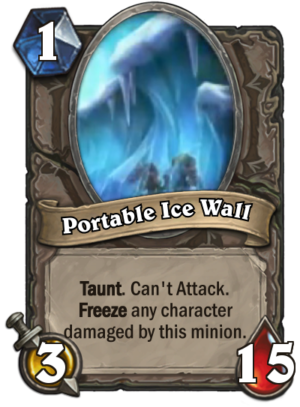 1
Portable Ice Wall
Taunt. Can't Attack.
Freeze any character
damaged by this minion.
3
15